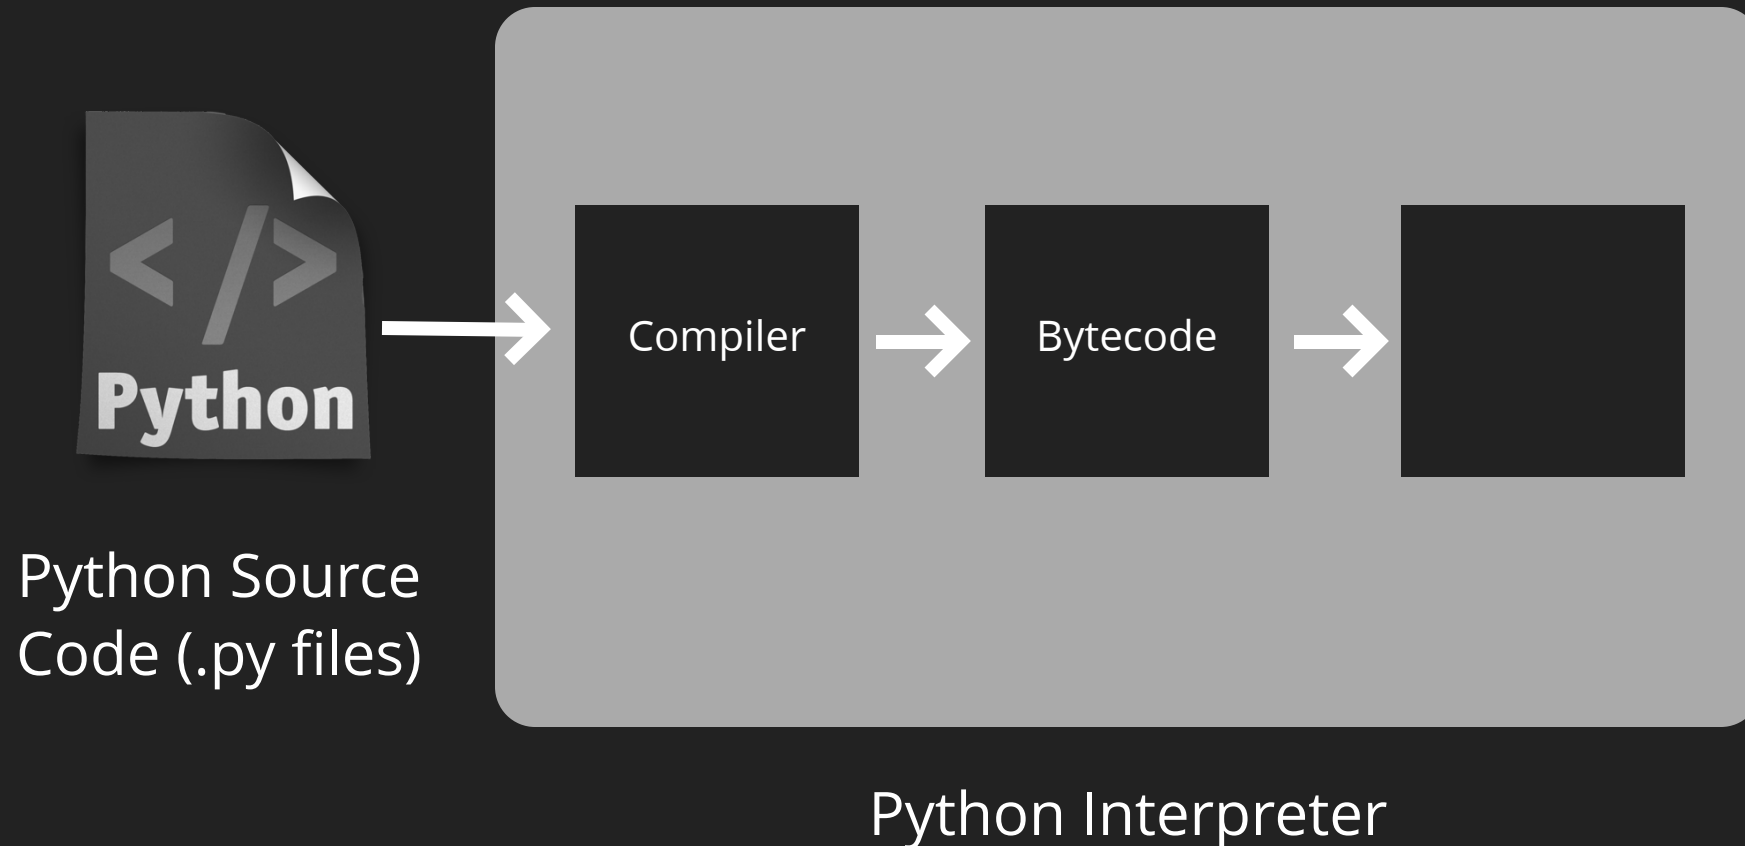 </>
Python
Python Source
Code (.py files)
Compiler
Bytecode
Python Interpreter